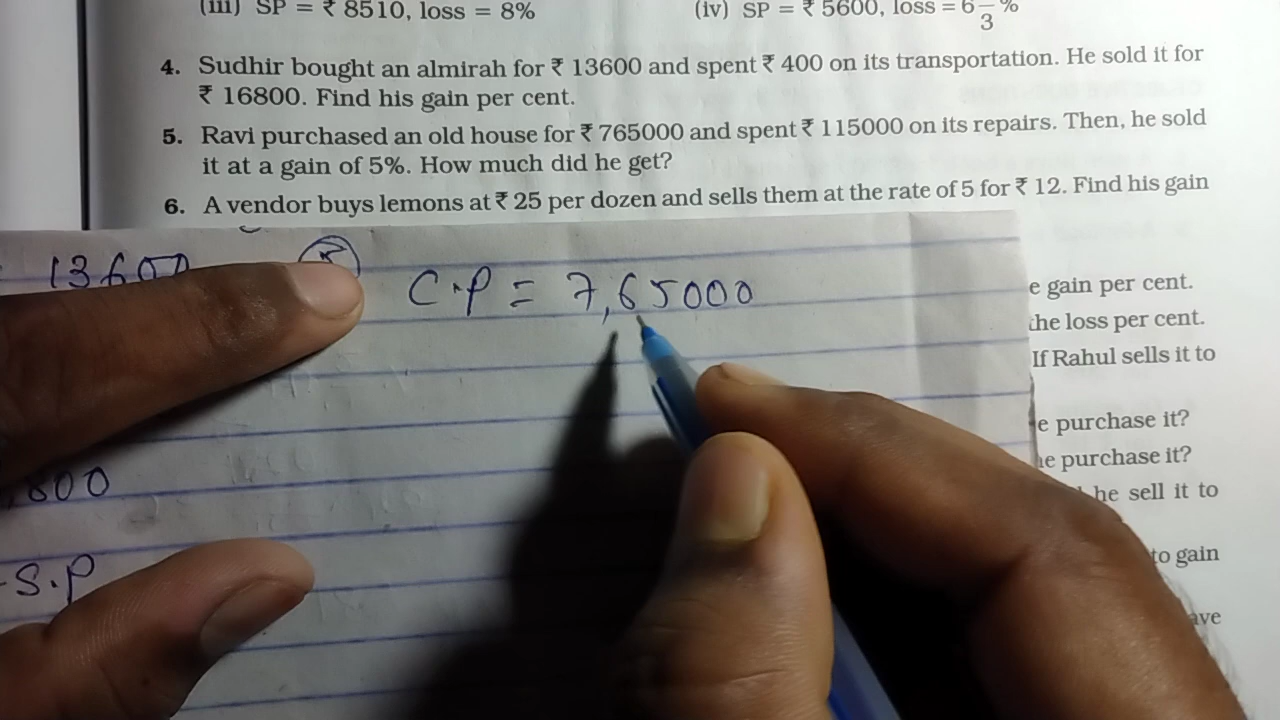 (iii) SP = ₹ 8510, loss = 8%
(iv) SP = ₹ 5600, loss = 6 3 %
4. Sudhir bought an almirah for ₹ 13600 and spent ₹ 400 on its transportation. He sold it for
₹ 16800. Find his gain per cent.
5. Ravi purchased an old house for ₹ 765000 and spent ₹ 115000 on its repairs. Then, he sold
it at a gain of 5%. How much did he get?
6. A vendor buys lemons at ₹ 25 per dozen and sells them at the rate of 5 for ₹ 12. Find his gain
13600
C.P = 7,65000
e gain per cent.
the loss per cent.
If Rahul sells it to
e purchase it?
e purchase it?
he sell it to
800
to gain
S.P
ave